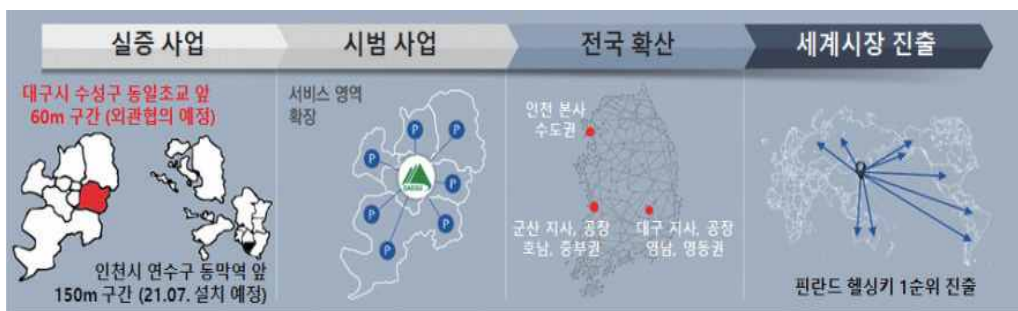 실증 사업
시범 사업
전국 확산
세계시장 진출
대구시 수성구 동일초교 앞
60m 구간 (외관협의 예정)
인천시 연수구 동막역 앞
150m 구간 (21.07. 설치 예정)
서비스 영역
확장
P
P
P
P
P
P
P
인천 본사
수도권
군산 지사, 공장
호남, 중부권
대구 지사, 공장
영남, 영동권
핀란드 헬싱키 1순위 진출